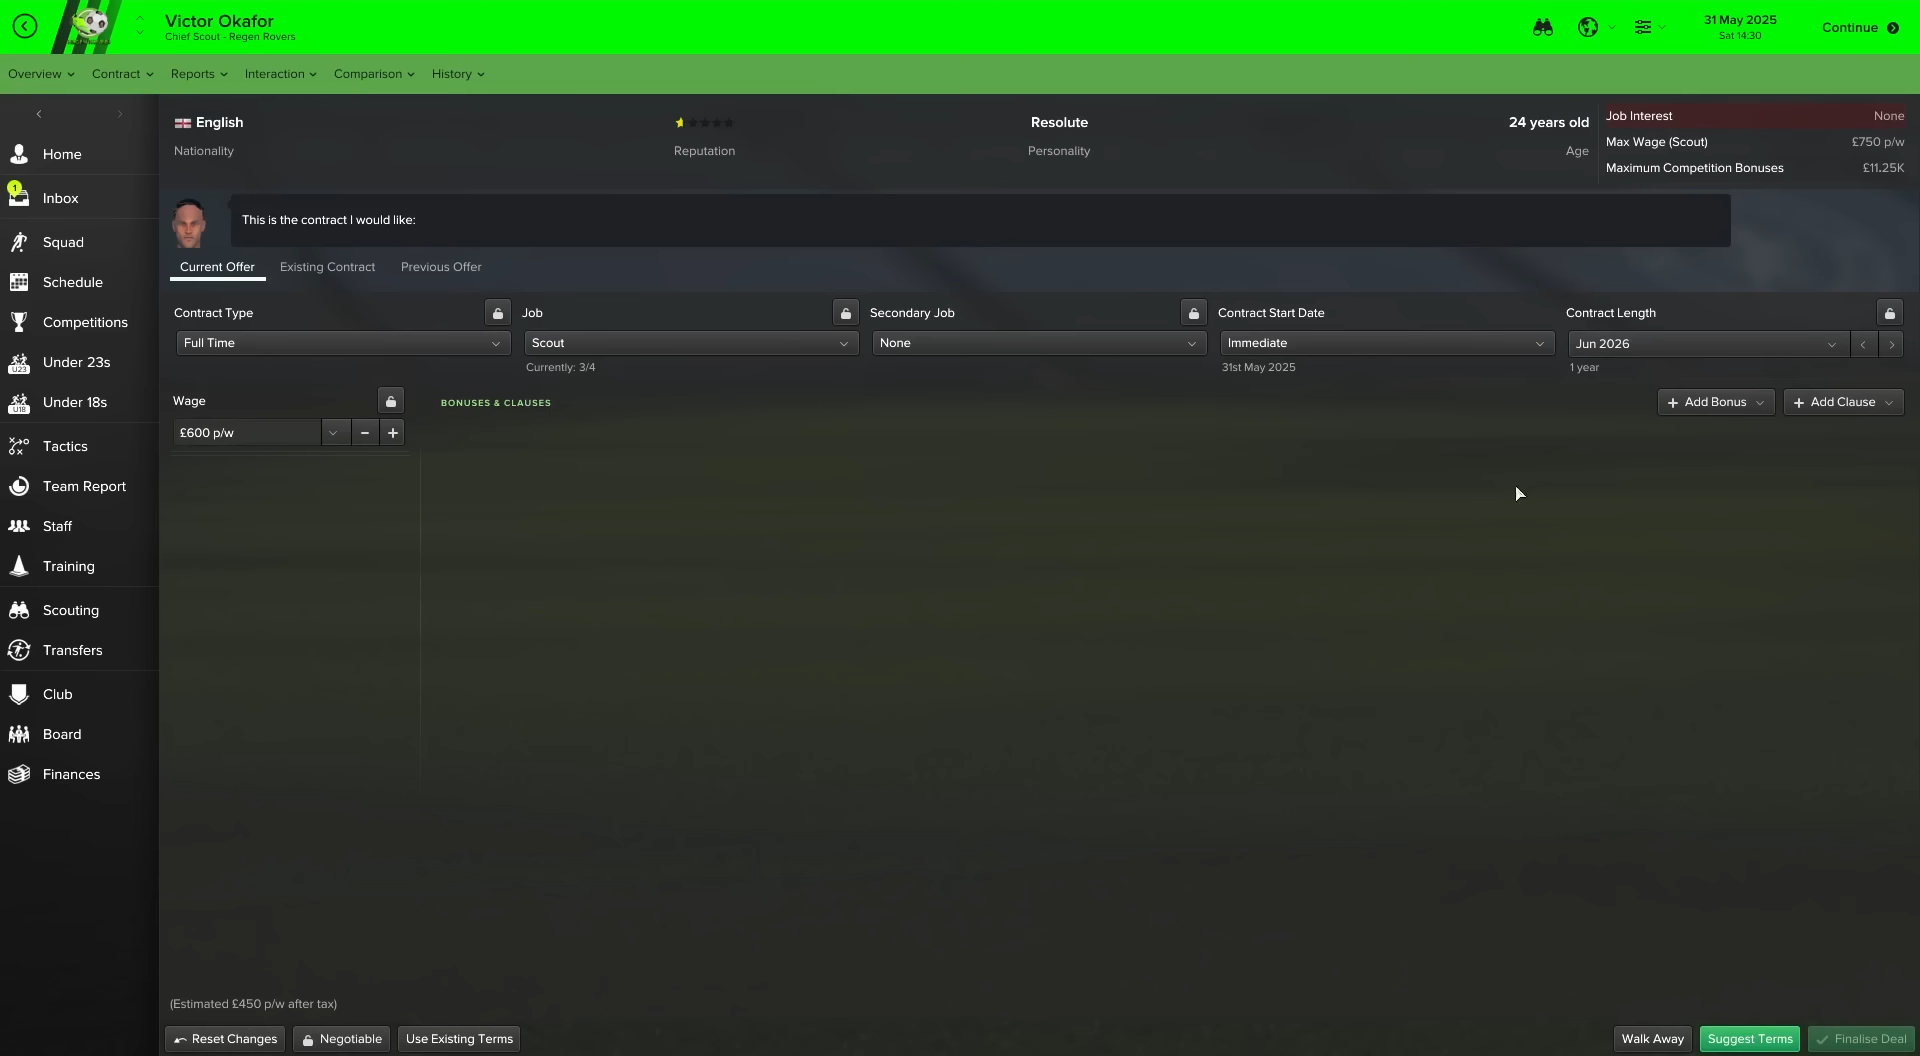 Victor Okafor
Chief Scout - Regen Rovers
31 May 2025
Sat 14:30
Continue
Overview
Contract
Reports
Interaction
Comparison
History
English
Nationality
Reputation
Resolute
Personality
24 years old
Age
Job Interest None
Max Wage (Scout) £750 p/w
Maximum Competition Bonuses £11.25K
Home
1
Inbox
Squad
Schedule
Competitions
U23
Under 23s
U18
Under 18s
Tactics
Team Report
Staff
Training
Scouting
Transfers
Club
Board
Finances
This is the contract I would like:
Current Offer
Existing Contract
Previous Offer
Contract Type
Full Time
Job
Scout
Currently: 3/4
Secondary Job
None
Contract Start Date
Immediate
31st May 2025
Contract Length
Jun 2026
1 year
Wage
£600 p/w
BONUSES & CLAUSES
Add Bonus
Add Clause
(Estimated £450 p/w after tax)
Reset Changes
Negotiable
Use Existing Terms
Walk Away
Suggest Terms
Finalise Deal